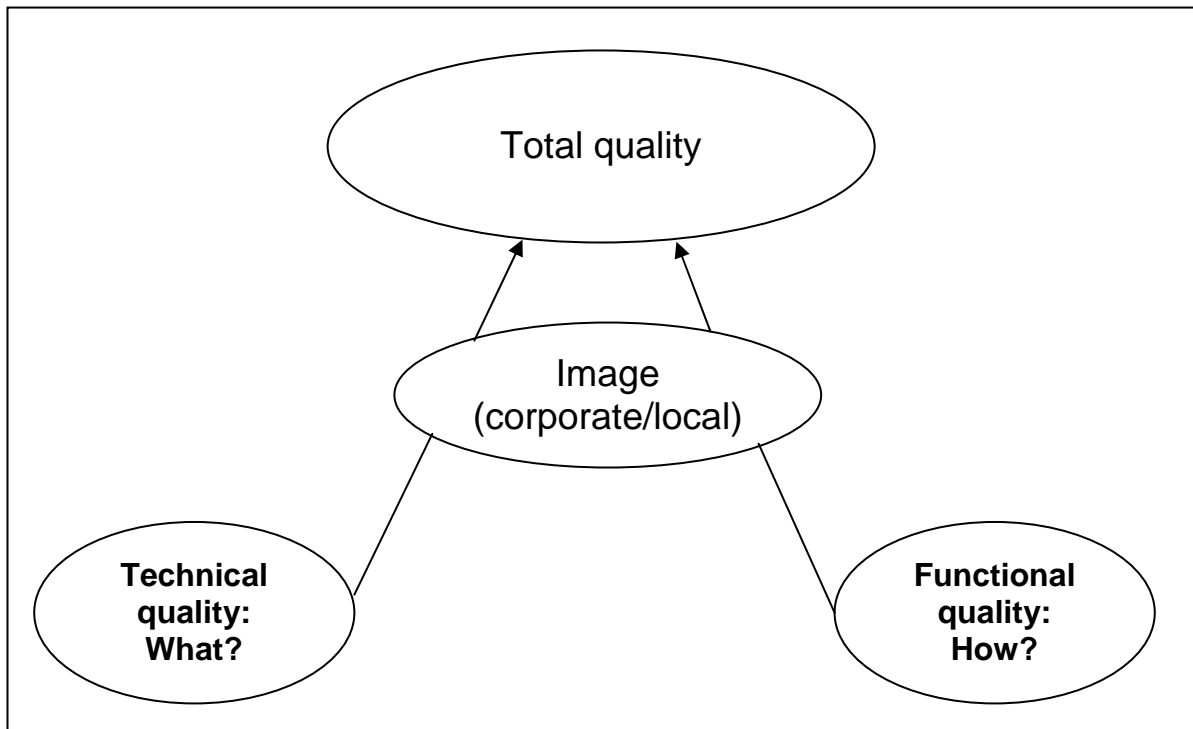 Total quality
Image
(corporate/local)
Technical
quality:
What?
Functional
quality:
How?